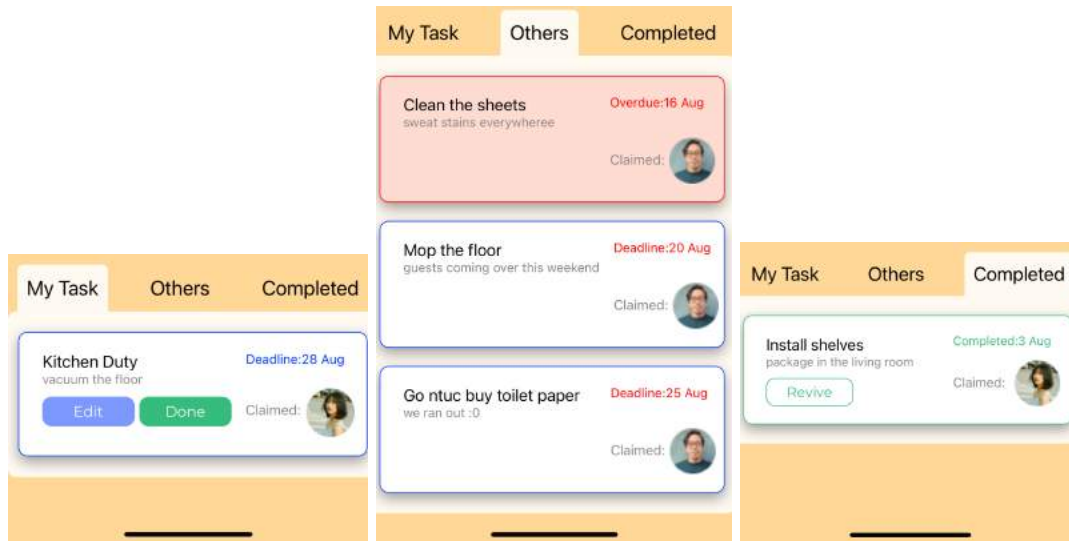 My Task Others Completed
Kitchen Duty
Deadline:28 Aug
vacuum the floor
Edit Done Claimed:
My Task Others Completed
Clean the sheets
Overdue:16 Aug
sweat stains everywheree
Claimed:
Mop the floor
Deadline:20 Aug
guests coming over this weekend
Claimed:
Go ntuc buy toilet paper
Deadline:25 Aug
we ran out :0
Claimed:
My Task Others Completed
Install shelves
Completed:3 Aug
package in the living room
Revive Claimed: